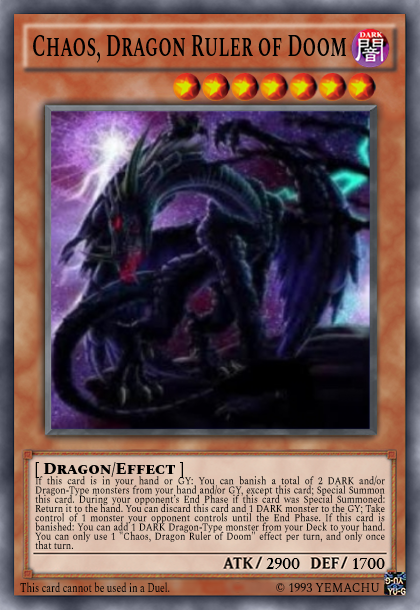 CHAOS, DRAGON RULER OF DOOM
DARK
闇
[ DRAGON/EFFECT ]
If this card is in your hand or GY: You can banish a total of 2 DARK and/or
Dragon-Type monsters from your hand and/or GY, except this card; Special Summon
this card. During your opponent's End Phase if this card was Special Summoned:
Return it to the hand. You can discard this card and 1 DARK monster to the GY; Take
control of 1 monster your opponent controls until the End Phase. If this card is
banished: You can add 1 DARK Dragon-Type monster from your Deck to your hand.
You can only use 1 "Chaos, Dragon Ruler of Doom" effect per turn, and only once
that turn.
ATK / 2900 DEF / 1700
This card cannot be used in a Duel. © 1993 YEMACHU